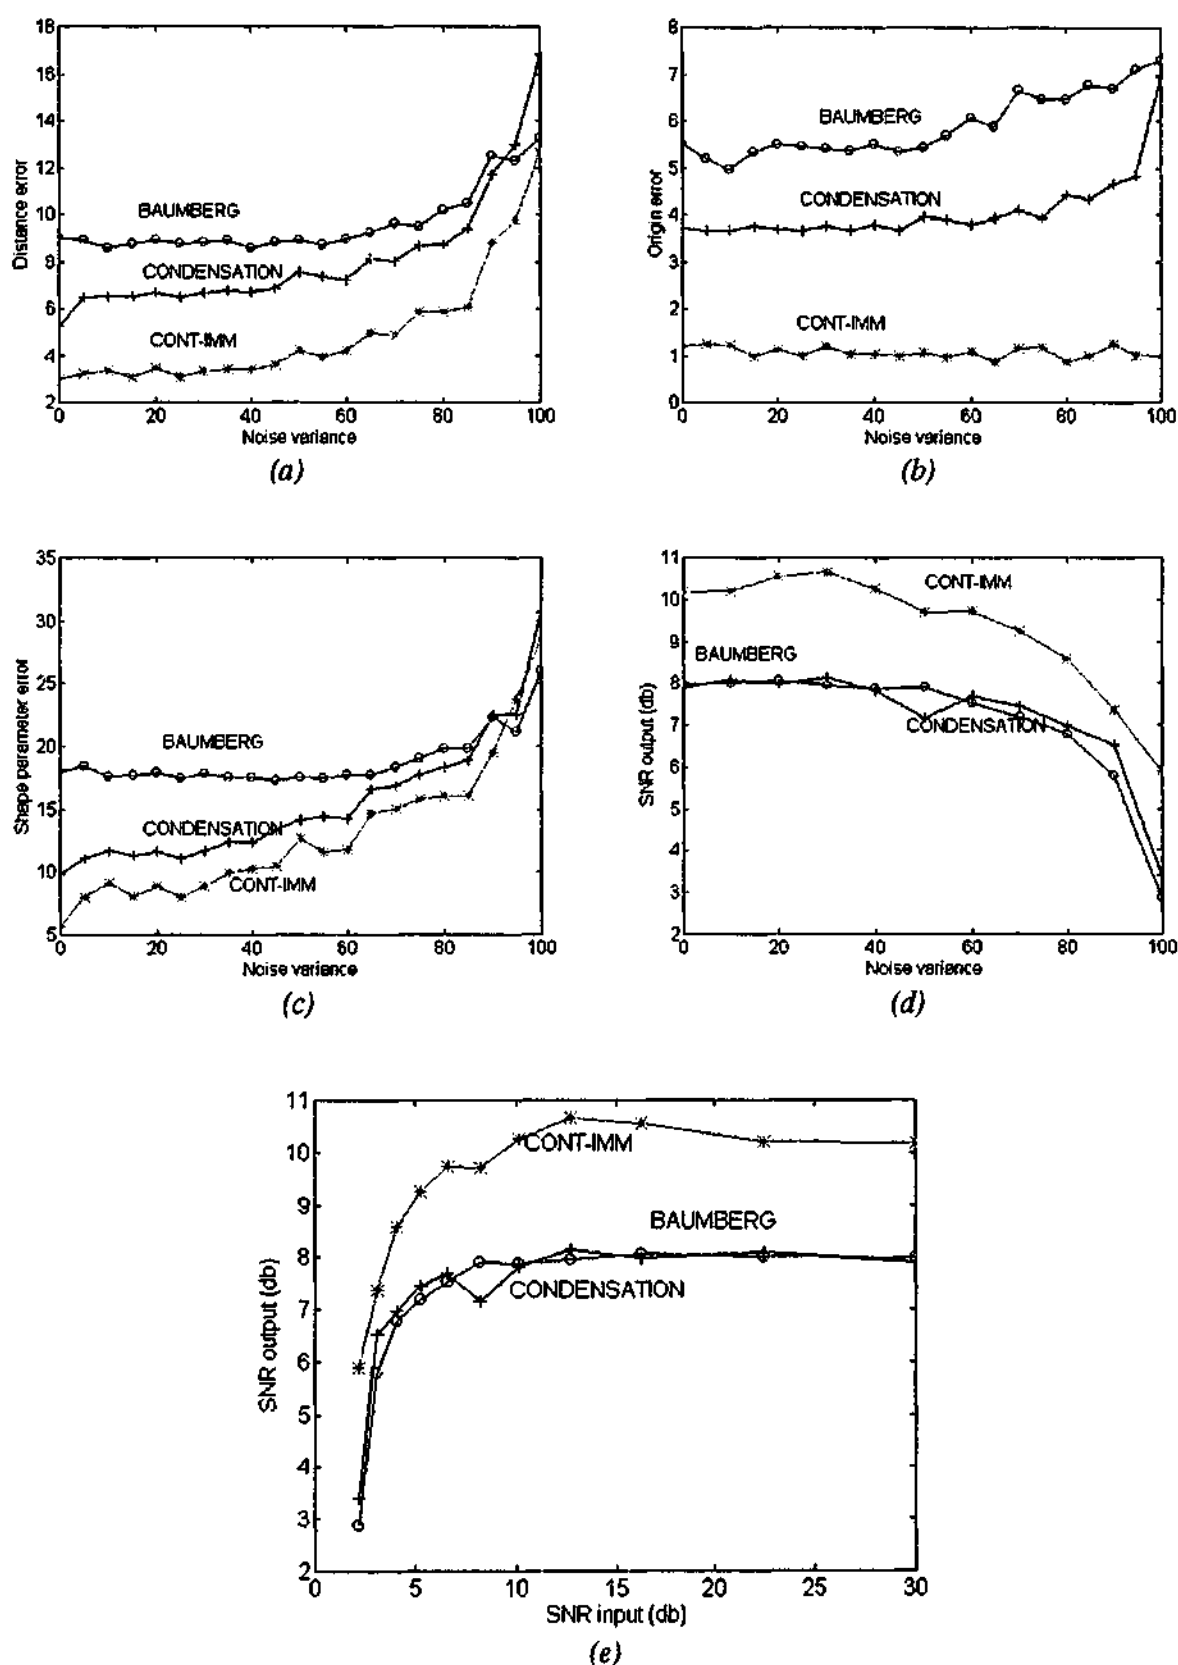 18
16
14
12
10
8
6
4
2
Distance error
BAUMBERG
CONDENSATION
CONT-IMM
0 20 40 60 80 100
Noise variance
(a)
8
7
6
5
4
3
2
1
0
Origin error
BAUMBERG
CONDENSATION
CONT-IMM
0 20 40 60 80 100
Noise variance
(b)
35
30
25
20
15
10
5
Shape parameter error
BAUMBERG
CONDENSATION
CONT-IMM
0 20 40 60 80 100
Noise variance
(c)
11
10
9
8
7
6
5
4
3
2
SNR output (db)
CONT-IMM
BAUMBERG
CONDENSATION
0 20 40 60 80 100
Noise variance
(d)
11
10
9
8
7
6
5
4
3
2
SNR output (db)
CONT-IMM
BAUMBERG
CONDENSATION
0 5 10 15 20 25 30
SNR input (db)
(e)